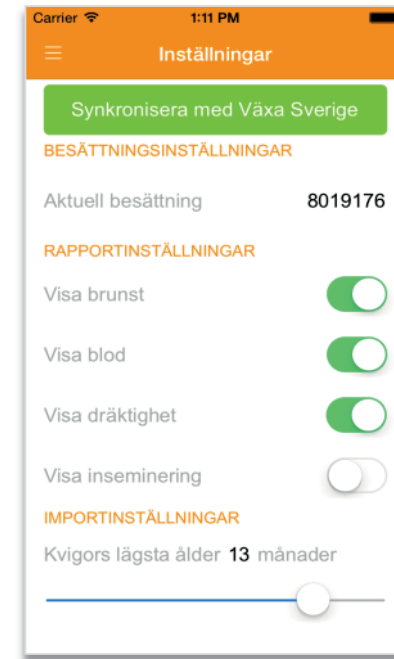 Carrier 1:11 PM
Inställningar
Synkronisera med Växa Sverige
BESÄTTNINGSINSTÄLLNINGAR
Aktuell besättning 8019176
RAPPORTINSTÄLLNINGAR
Visa brunst
Visa blod
Visa dräktighet
Visa inseminering
IMPORTINSTÄLLNINGAR
Kvigors lägsta ålder 13 månader